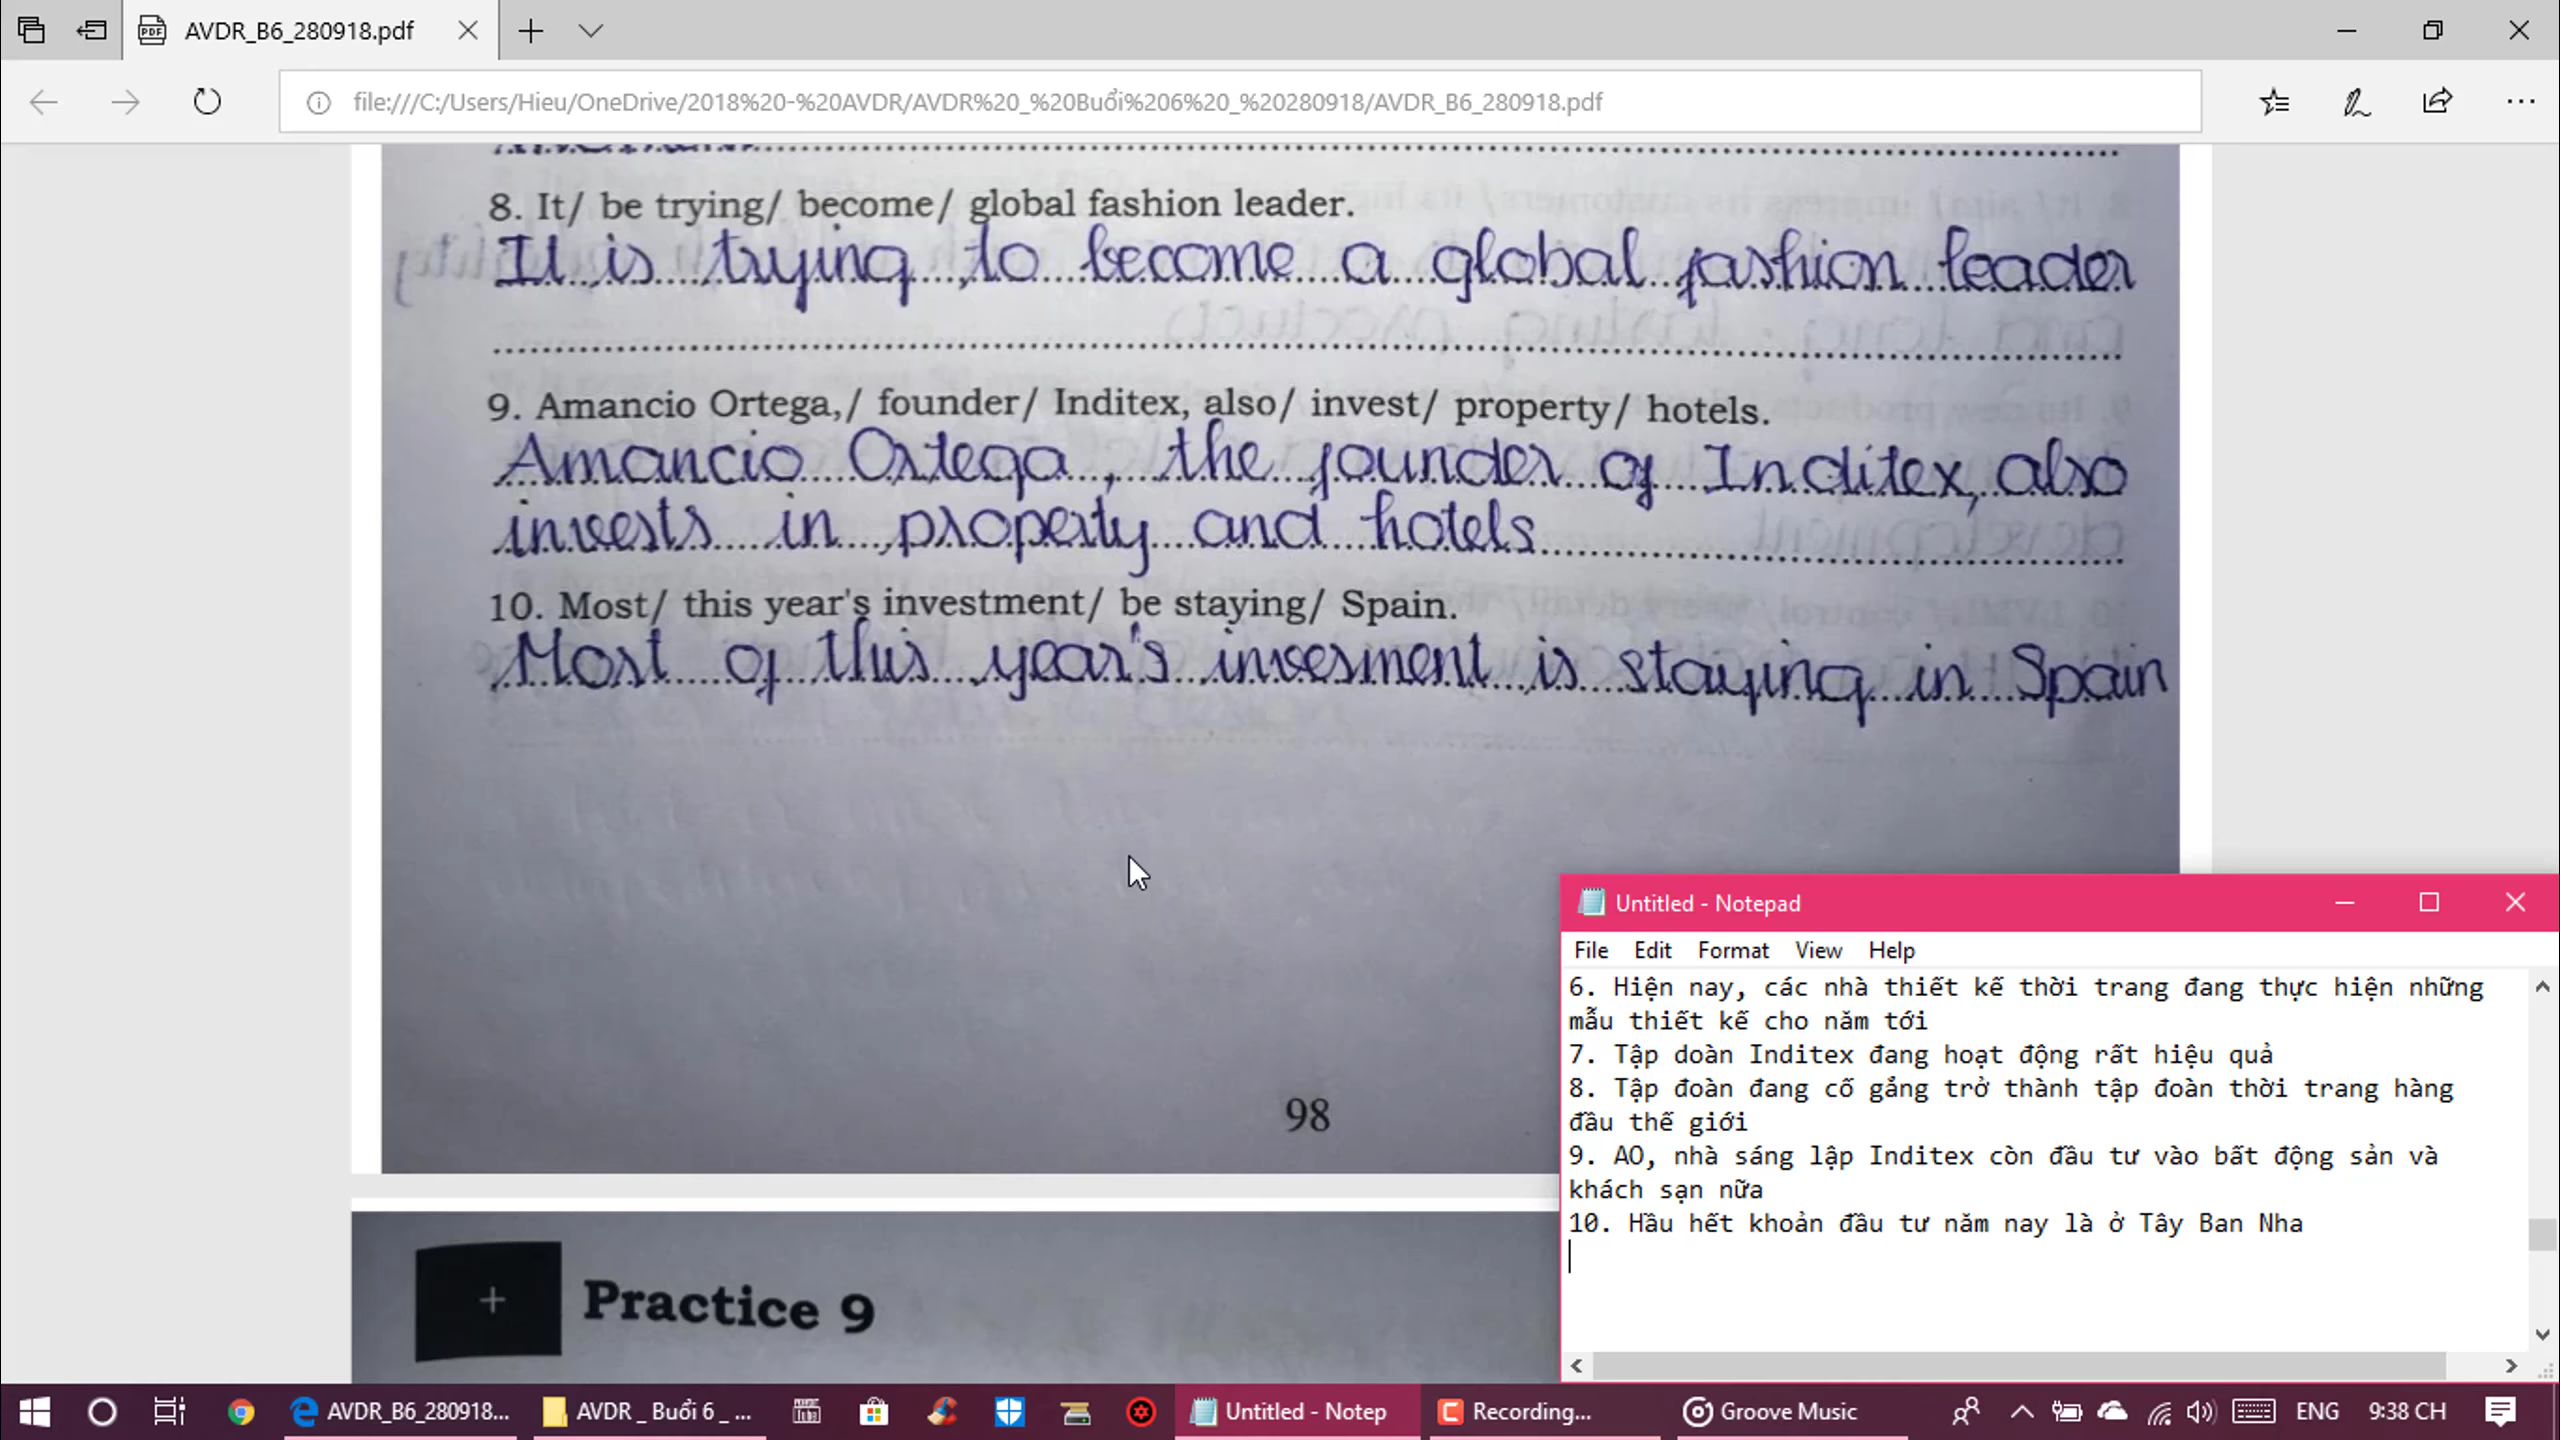 AVDR_B6_280918.pdf
file:///C:/Users/Hieu/OneDrive/2018%20-%20AVDR/AVDR%20_%20Buổi%206%20_%20280918/AVDR_B6_280918.pdf
8. It/ be trying/ become/ global fashion leader.
It is trying to become a global fashion leader
9. Amancio Ortega,/ founder/ Inditex, also/ invest/ property/ hotels.
Amancio Ortega, the founder of Inditex, also
invests in property and hotels
10. Most/ this year's investment/ be staying/ Spain.
Most of this year's invesment is staying in Spain
98
Practice 9
Untitled - Notepad
File Edit Format View Help
6. Hiện nay, các nhà thiết kế thời trang đang thực hiện những
mẫu thiết kế cho năm tới
7. Tập doàn Inditex đang hoạt động rất hiệu quả
8. Tập đoàn đang cố gắng trở thành tập đoàn thời trang hàng
đầu thế giới
9. AO, nhà sáng lập Inditex còn đầu tư vào bất động sản và
khách sạn nữa
10. Hầu hết khoản đầu tư năm nay là ở Tây Ban Nha
AVDR_B6_280918... AVDR _ Buổi 6 _ ... Untitled - Notep Recording... Groove Music ENG 9:38 CH